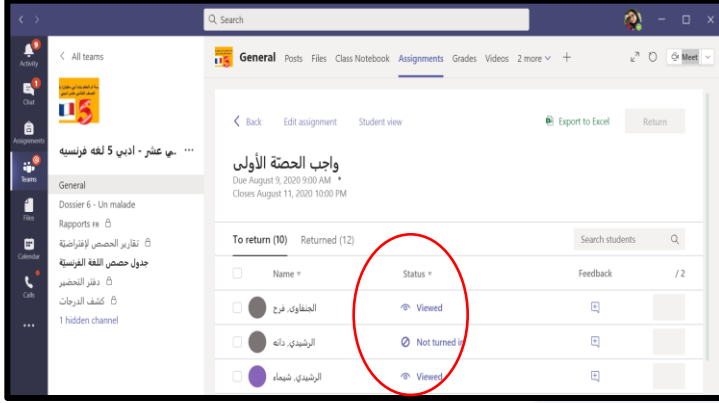 Search
Activity
Chat
Assignments
Teams
Files
Calendar
Calls
All teams
ـي عشر - ادبي 5 لغه فرنسيه ...
General
Dossier 6 - Un malade
Rapports FR
تقارير الحصص لإفتراضيّة
جدول حصص اللغة الفرنسيّة
دفتر التحضير
كشف الدرجات
1 hidden channel
General Posts Files Class Notebook Assignments Grades Videos 2 more +
Meet
Back Edit assignment Student view Export to Excel Return
واجب الحصّة الأولى
Due August 9, 2020 9:00 AM •
Closes August 11, 2020 10:00 PM
To return (10) Returned (12) Search students
Name Status Feedback / 2
الجنفاوي, فرح Viewed
الرشيدي, دانه Not turned in
الرشيدي, شيماء Viewed